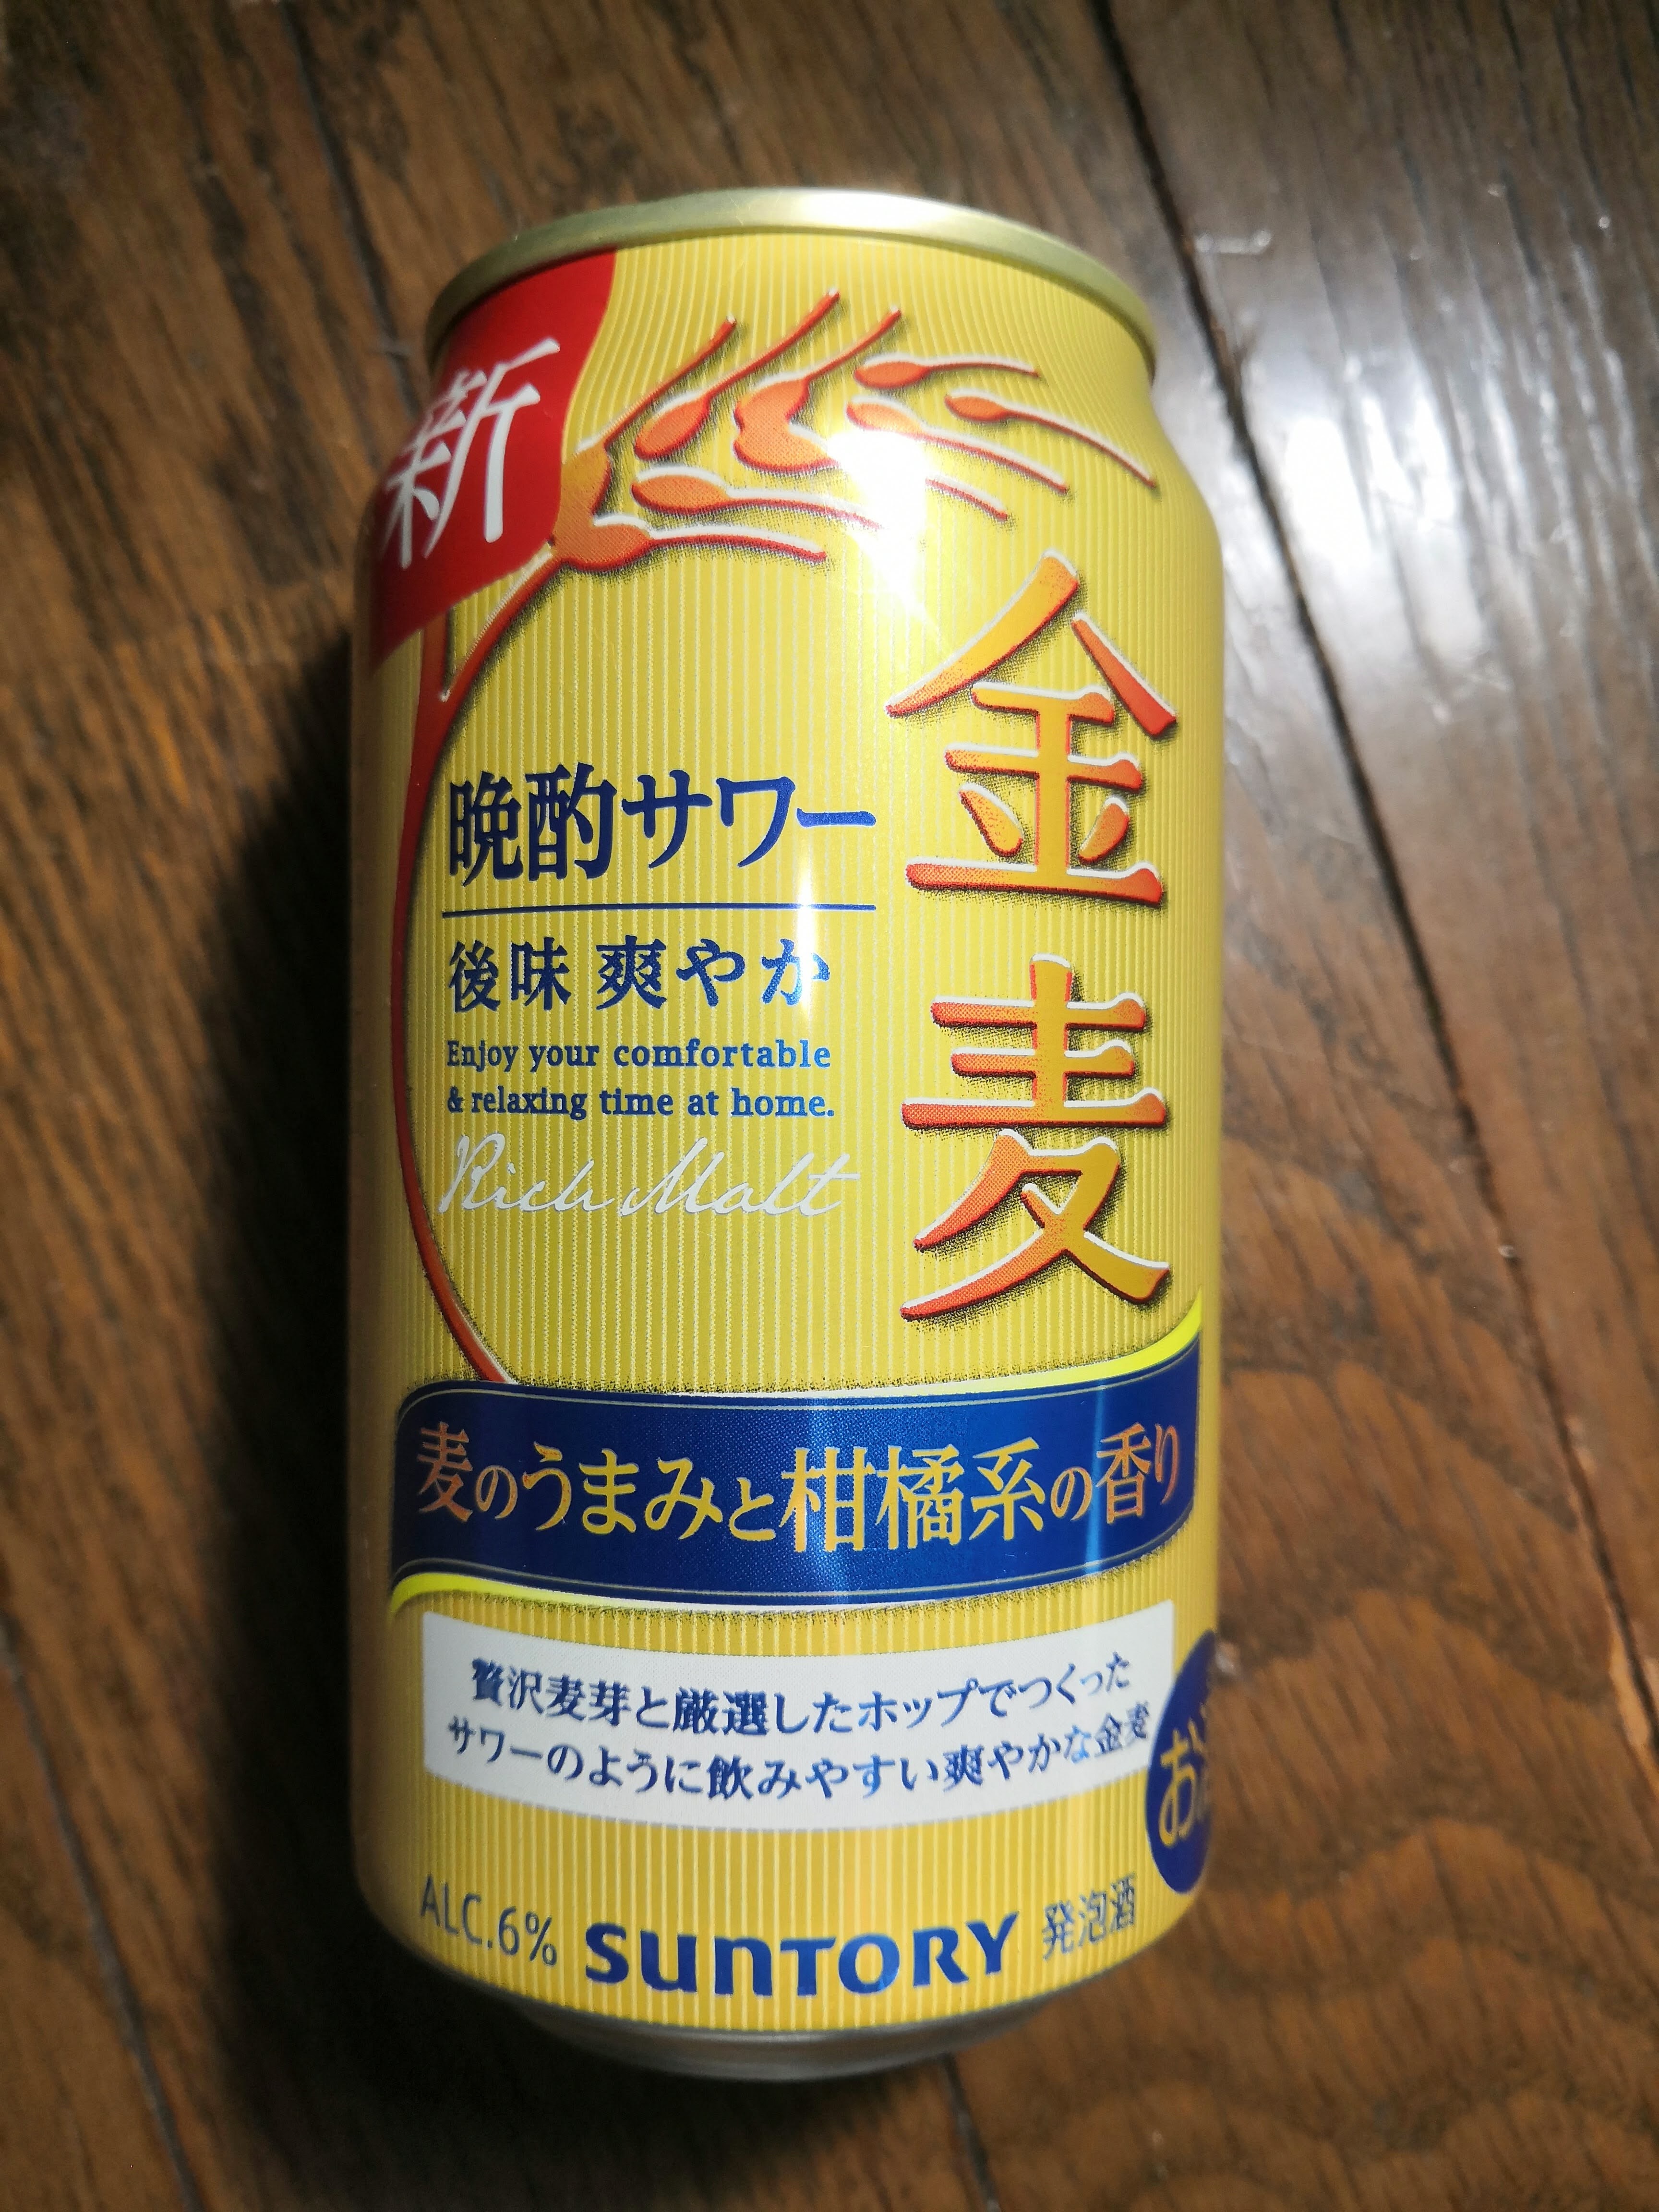 新
金麦
晩酌サワー
後味 爽やか
Enjoy your comfortable
& relaxing time at home.
Rich Malt
麦のうまみと柑橘系の香り
贅沢麦芽と厳選したホップでつくった
サワーのように飲みやすい爽やかな金麦
ALC.6% SUNTORY 発泡酒